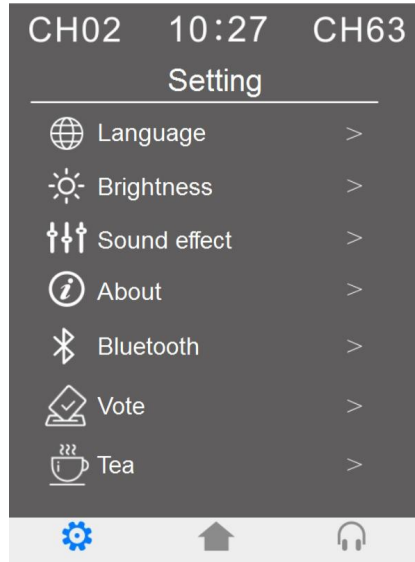 CH02 10:27 CH63
Setting
Language >
Brightness >
Sound effect >
About >
Bluetooth >
Vote >
Tea >